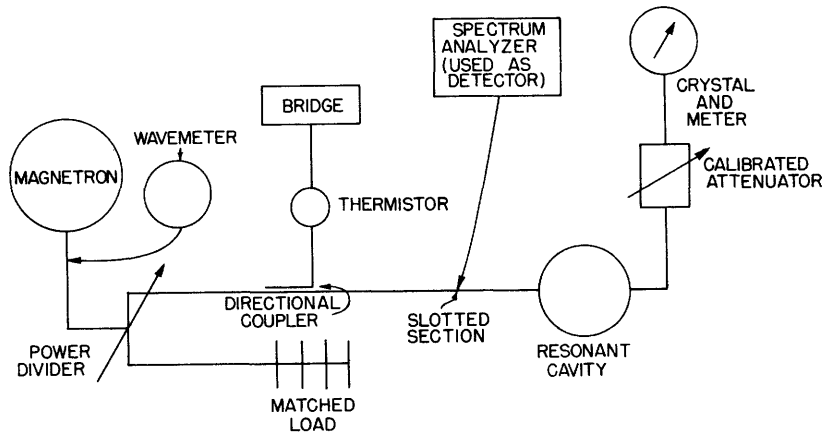 SPECTRUM
ANALYZER
(USED AS
DETECTOR)
BRIDGE
CRYSTAL
AND
METER
WAVEMETER
MAGNETRON
CALIBRATED
ATTENUATOR
THERMISTOR
DIRECTIONAL
COUPLER
SLOTTED
SECTION
POWER
DIVIDER
RESONANT
CAVITY
MATCHED
LOAD